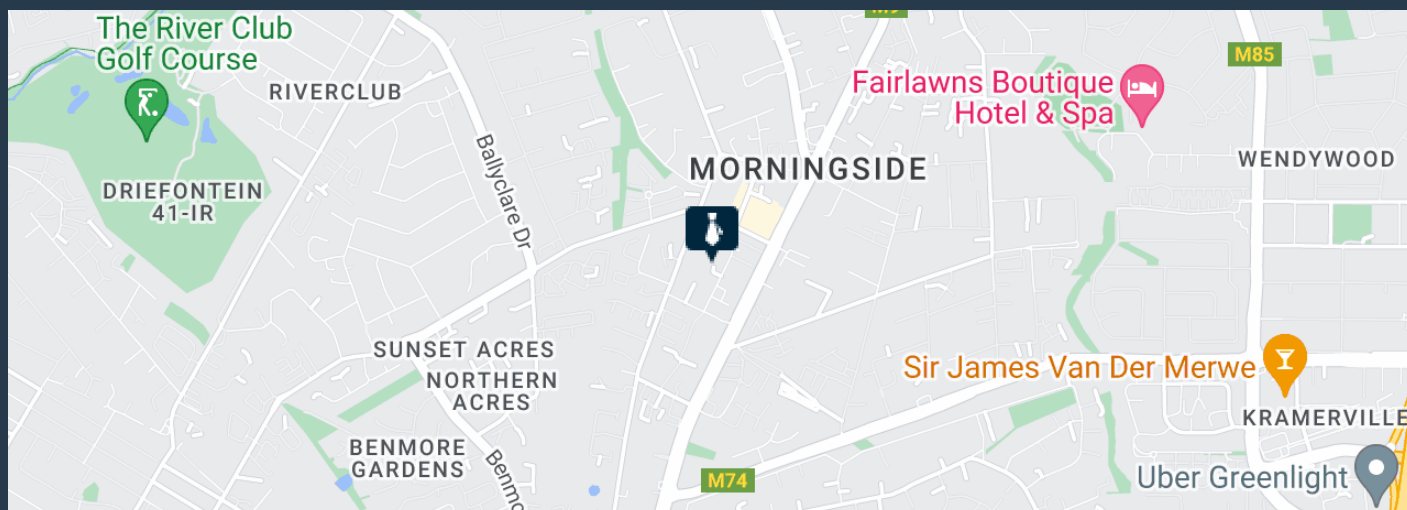 The River Club
Golf Course
RIVERCLUB
M85
Fairlawns Boutique
Hotel & Spa
Ballyclare Dr
MORNINGSIDE
WENDYWOOD
DRIEFONTEIN
41-IR
SUNSET ACRES
NORTHERN
ACRES
Sir James Van Der Merwe
KRAMERVILLE
BENMORE
GARDENS
Benmo
M74
Uber Greenlight